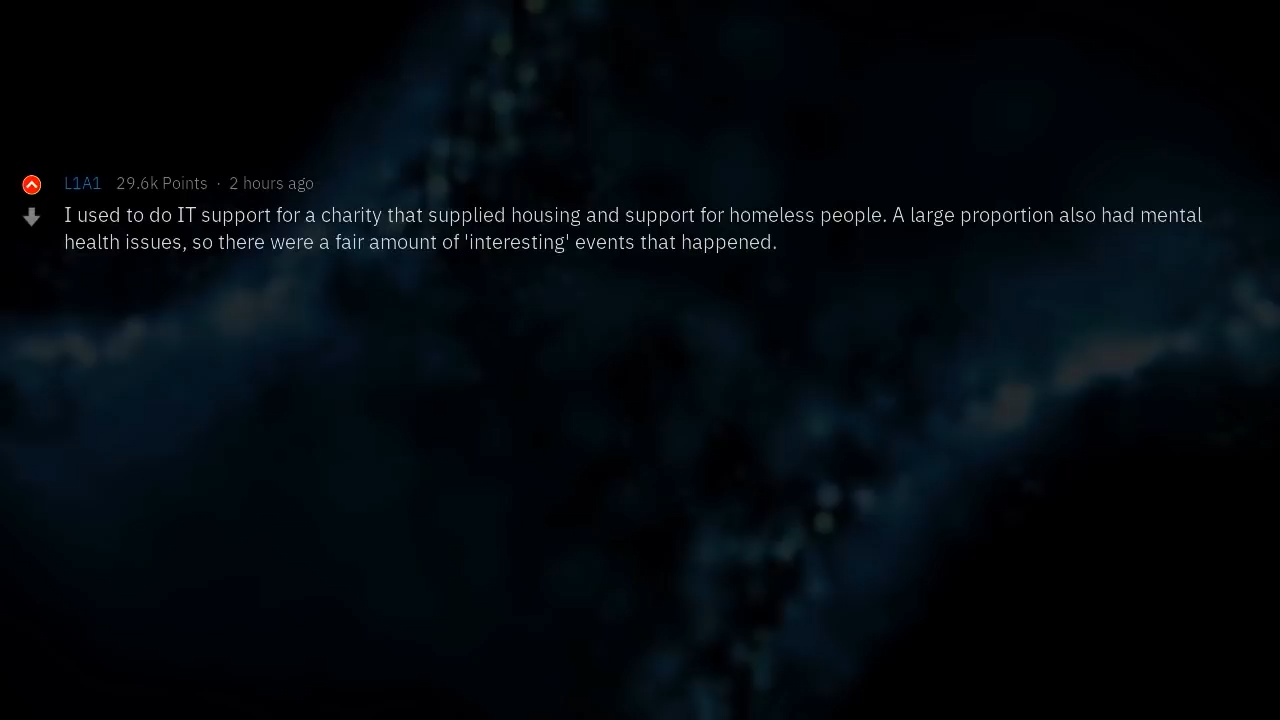 L1A1 29.6k Points · 2 hours ago
I used to do IT support for a charity that supplied housing and support for homeless people. A large proportion also had mental
health issues, so there were a fair amount of 'interesting' events that happened.